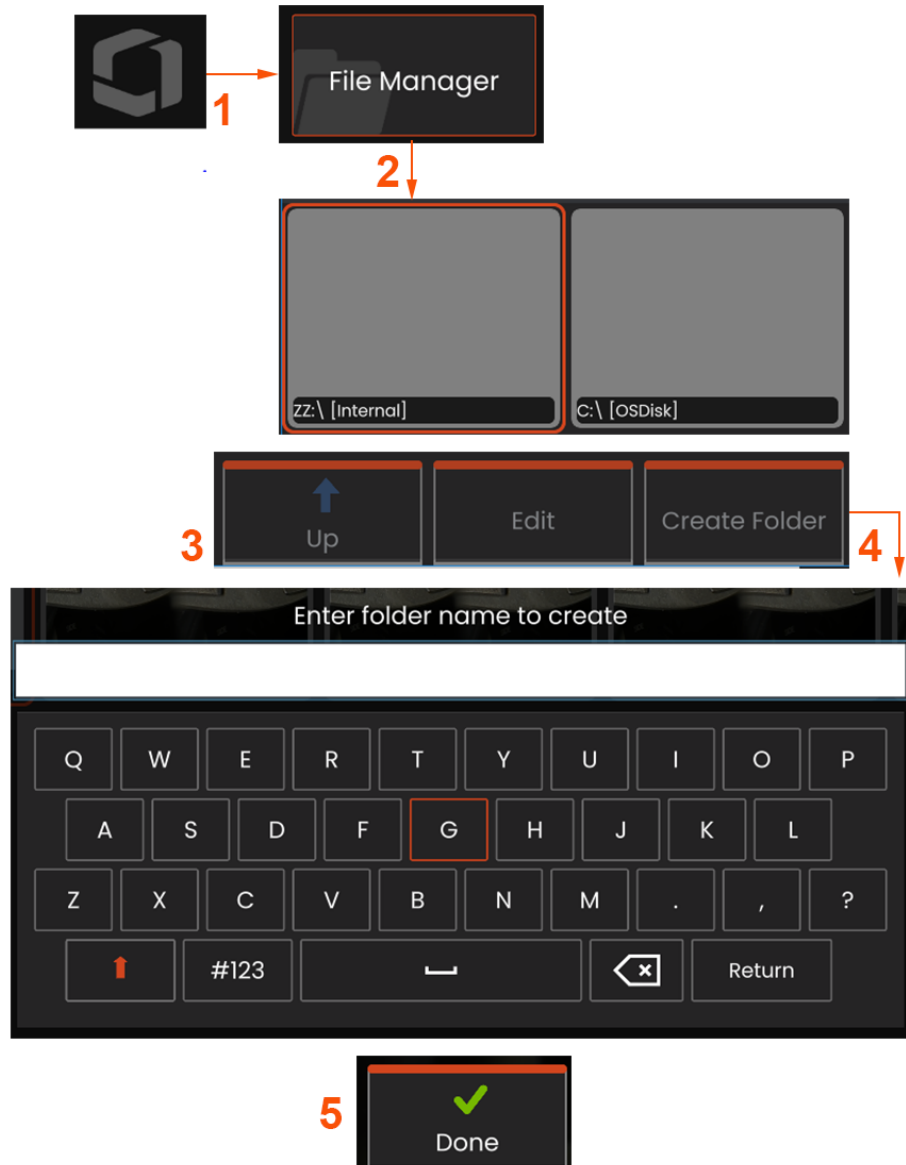 1
File Manager
2
ZZ:\ [Internal]
C:\ [OSDisk]
3
Up
Edit
Create Folder
4
Enter folder name to create
Q W E R T Y U I O P
A S D F G H J K L
Z X C V B N M . , ?
#123
Return
5
Done